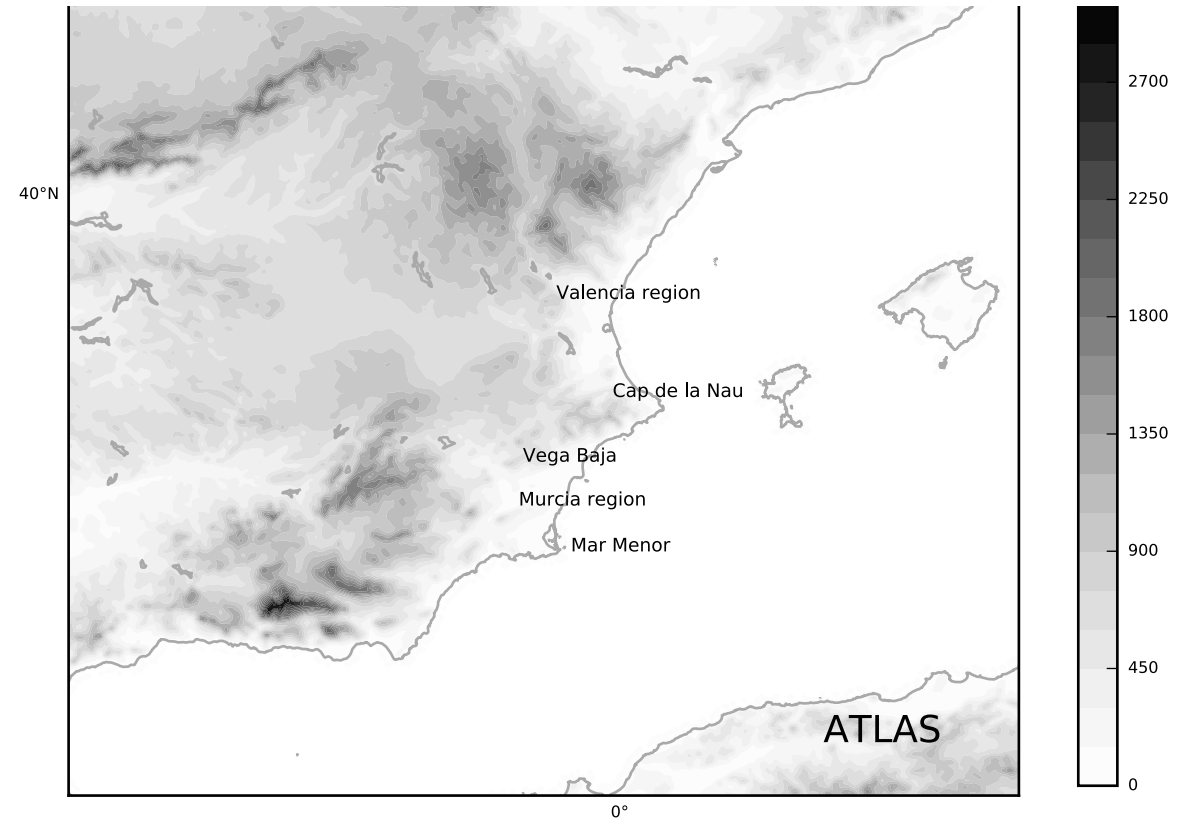 2700
40°N
2250
Valencia region
1800
Cap de la Nau
1350
Vega Baja
Murcia region
Mar Menor
900
450
ATLAS
0
0°